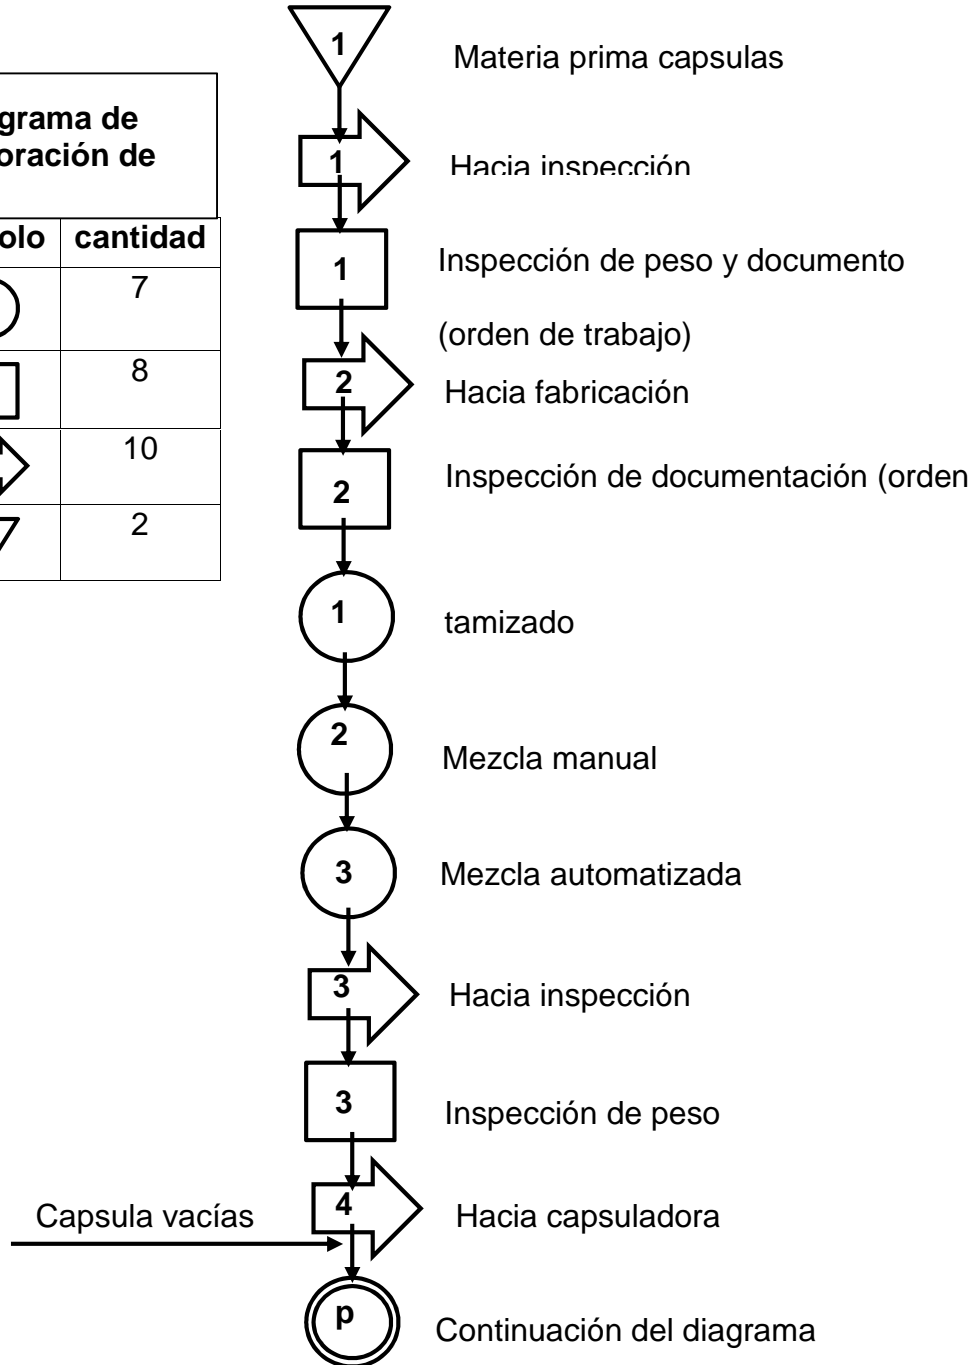 1
Materia prima capsulas
grama de
oración de
1
Hacia inspección
olo cantidad
7
1
Inspección de peso y documento
(orden de trabajo)
8
2
Hacia fabricación
10
2
Inspección de documentación (orden
2
1
tamizado
2
Mezcla manual
3
Mezcla automatizada
3
Hacia inspección
3
Inspección de peso
4
Capsula vacías
Hacia capsuladora
p
Continuación del diagrama